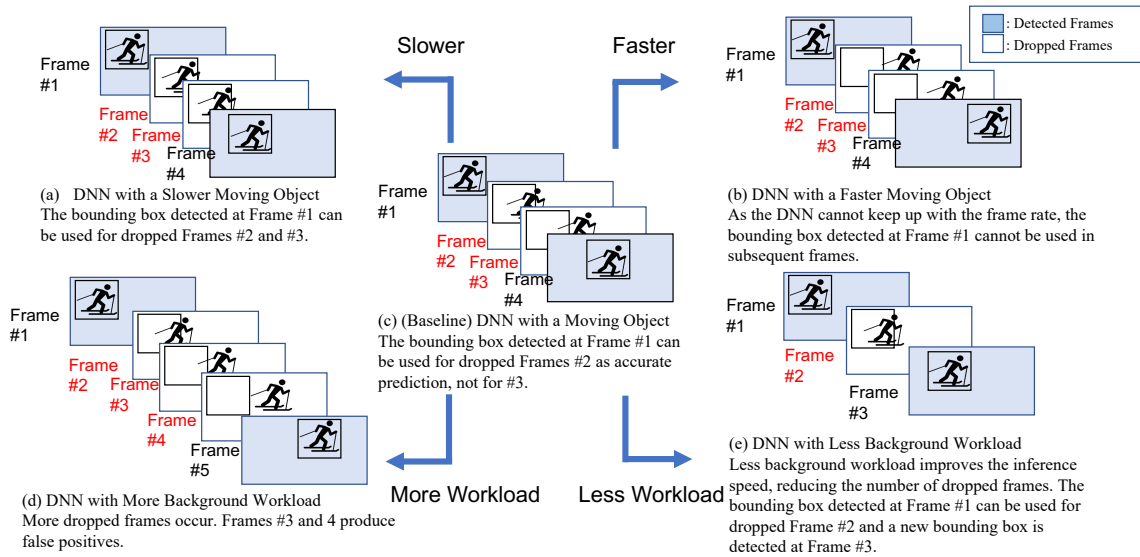 Slower
Faster
: Detected Frames
: Dropped Frames
Frame
#1
Frame
#2
Frame
#3
Frame
#4
(a) DNN with a Slower Moving Object
The bounding box detected at Frame #1 can
be used for dropped Frames #2 and #3.
Frame
#1
Frame
#2
Frame
#3
Frame
#4
(b) DNN with a Faster Moving Object
As the DNN cannot keep up with the frame rate, the
bounding box detected at Frame #1 cannot be used in
subsequent frames.
Frame
#1
Frame
#2
Frame
#3
Frame
#4
(c) (Baseline) DNN with a Moving Object
The bounding box detected at Frame #1 can
be used for dropped Frames #2 as accurate
prediction, not for #3.
Frame
#1
Frame
#2
Frame
#3
Frame
#4
Frame
#5
More Workload
(d) DNN with More Background Workload
More dropped frames occur. Frames #3 and 4 produce
false positives.
Frame
#1
Frame
#2
Frame
#3
Less Workload
(e) DNN with Less Background Workload
Less background workload improves the inference
speed, reducing the number of dropped frames. The
bounding box detected at Frame #1 can be used for
dropped Frame #2 and a new bounding box is
detected at Frame #3.